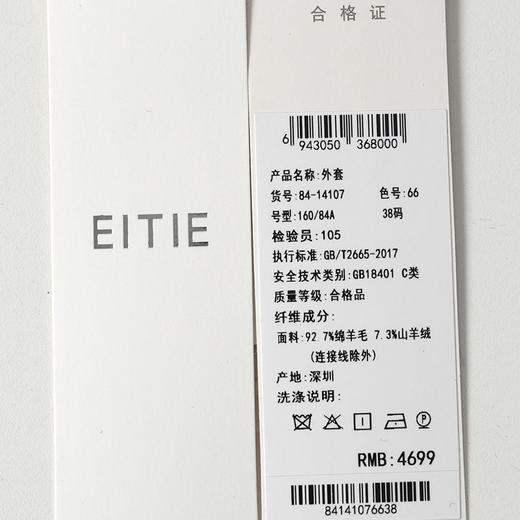 EITIE
合格证
6 943050 368000
产品名称:外套
货号:84-14107 色号:66
号型:160/84A 38码
检验员:105
执行标准:GB/T2665-2017
安全技术类别:GB18401 C类
质量等级:合格品
纤维成分:
面料:92.7%绵羊毛 7.3%山羊绒
(连接线除外)
产地:深圳
洗涤说明:
P
RMB:4699
84141076638